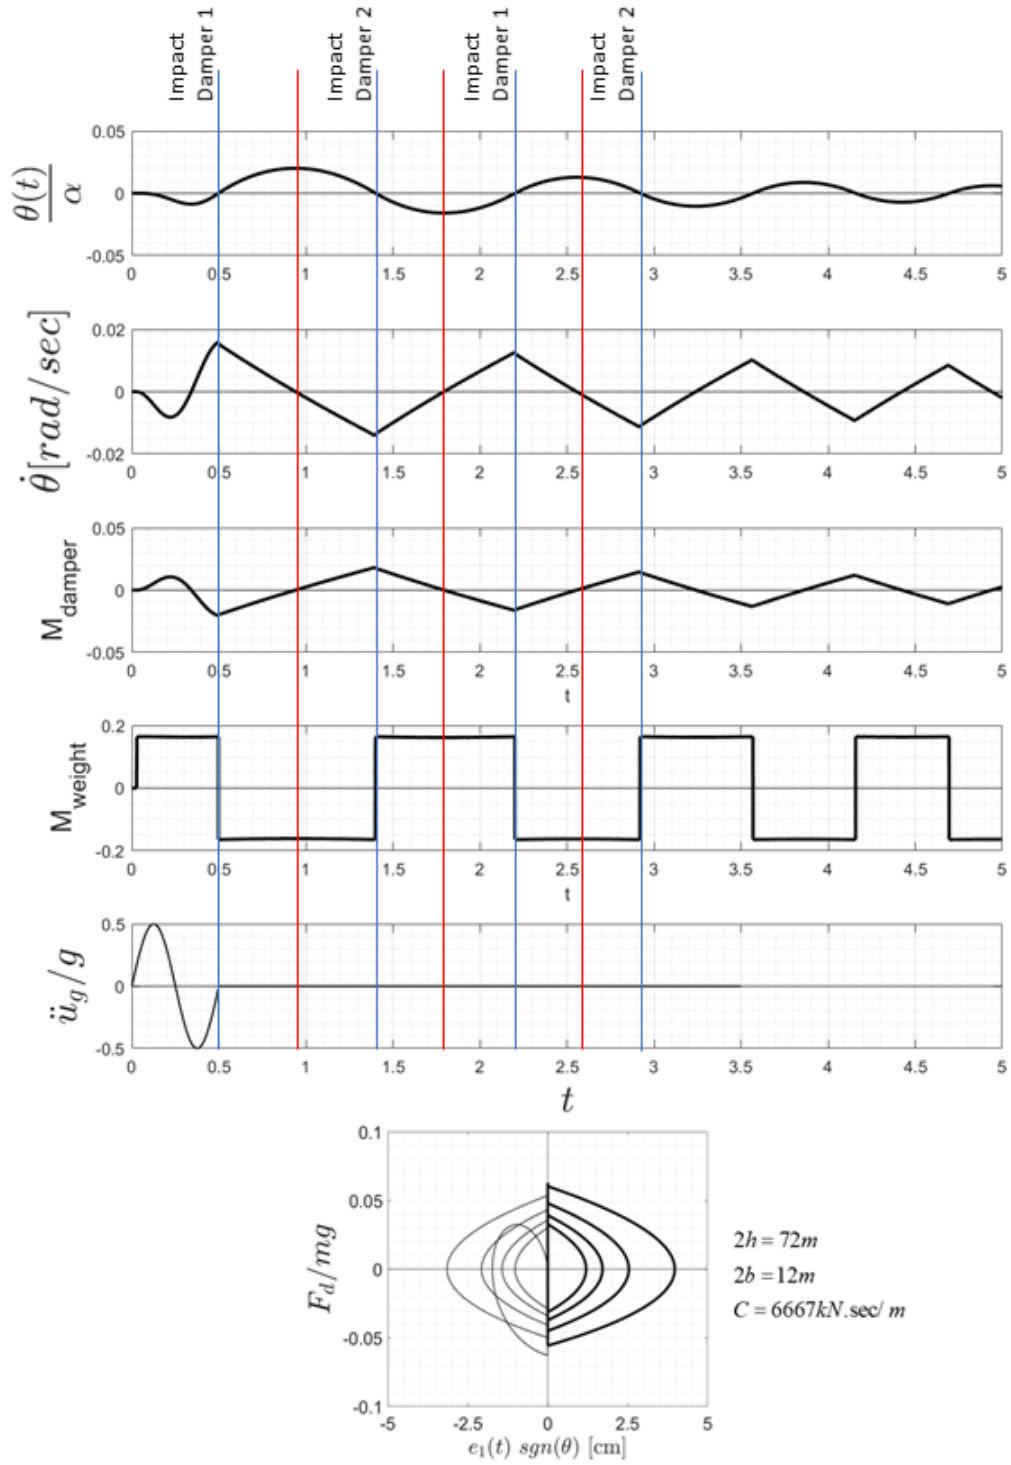 Impact Damper 1
Impact Damper 2
Impact Damper 1
Impact Damper 2
θ(t)/α
0.05
0
-0.05
0 0.5 1 1.5 2 2.5 3 3.5 4 4.5 5
θ̇[rad/sec]
0.02
0
-0.02
0 0.5 1 1.5 2 2.5 3 3.5 4 4.5 5
M_damper
0.05
0
-0.05
0 0.5 1 1.5 2 2.5 3 3.5 4 4.5 5
t
M_weight
0.2
0
-0.2
0 0.5 1 1.5 2 2.5 3 3.5 4 4.5 5
t
ü_g/g
0.5
0
-0.5
0 0.5 1 1.5 2 2.5 3 3.5 4 4.5 5
t
F_d/mg
0.1
0.05
0
-0.05
-0.1
-5 -2.5 0 2.5 5
e₁(t) sgn(θ) [cm]
2h = 72m
2b = 12m
C = 6667kN.sec/ m